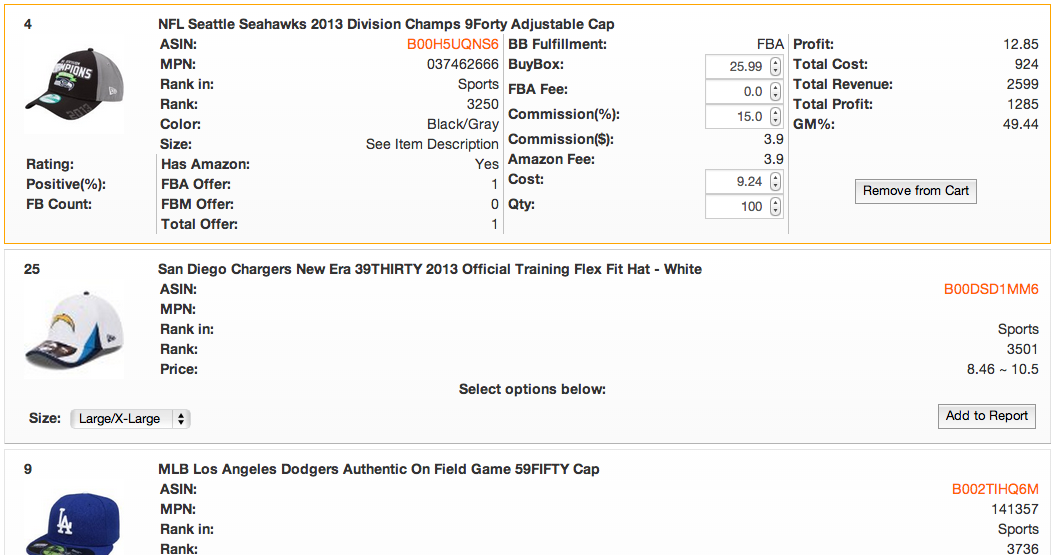 4 NFL Seattle Seahawks 2013 Division Champs 9Forty Adjustable Cap
ASIN: B00H5UQNS6 BB Fulfillment: FBA Profit: 12.85
MPN: 037462666 BuyBox: 25.99 Total Cost: 924
Rank in: Sports FBA Fee: 0.0 Total Revenue: 2599
Rank: 3250 Commission(%): 15.0 Total Profit: 1285
Color: Black/Gray Commission($): 3.9 GM%: 49.44
Size: See Item Description Amazon Fee: 3.9
Rating: Has Amazon: Yes Cost: 9.24
Positive(%): FBA Offer: 1 Qty: 100 Remove from Cart
FB Count: FBM Offer: 0
Total Offer: 1
25 San Diego Chargers New Era 39THIRTY 2013 Official Training Flex Fit Hat - White
ASIN: B00DSD1MM6
MPN:
Rank in: Sports
Rank: 3501
Price: 8.46 ~ 10.5
Select options below:
Size: Large/X-Large Add to Report
9 MLB Los Angeles Dodgers Authentic On Field Game 59FIFTY Cap
ASIN: B002TIHQ6M
MPN: 141357
Rank in: Sports
Rank: 3736